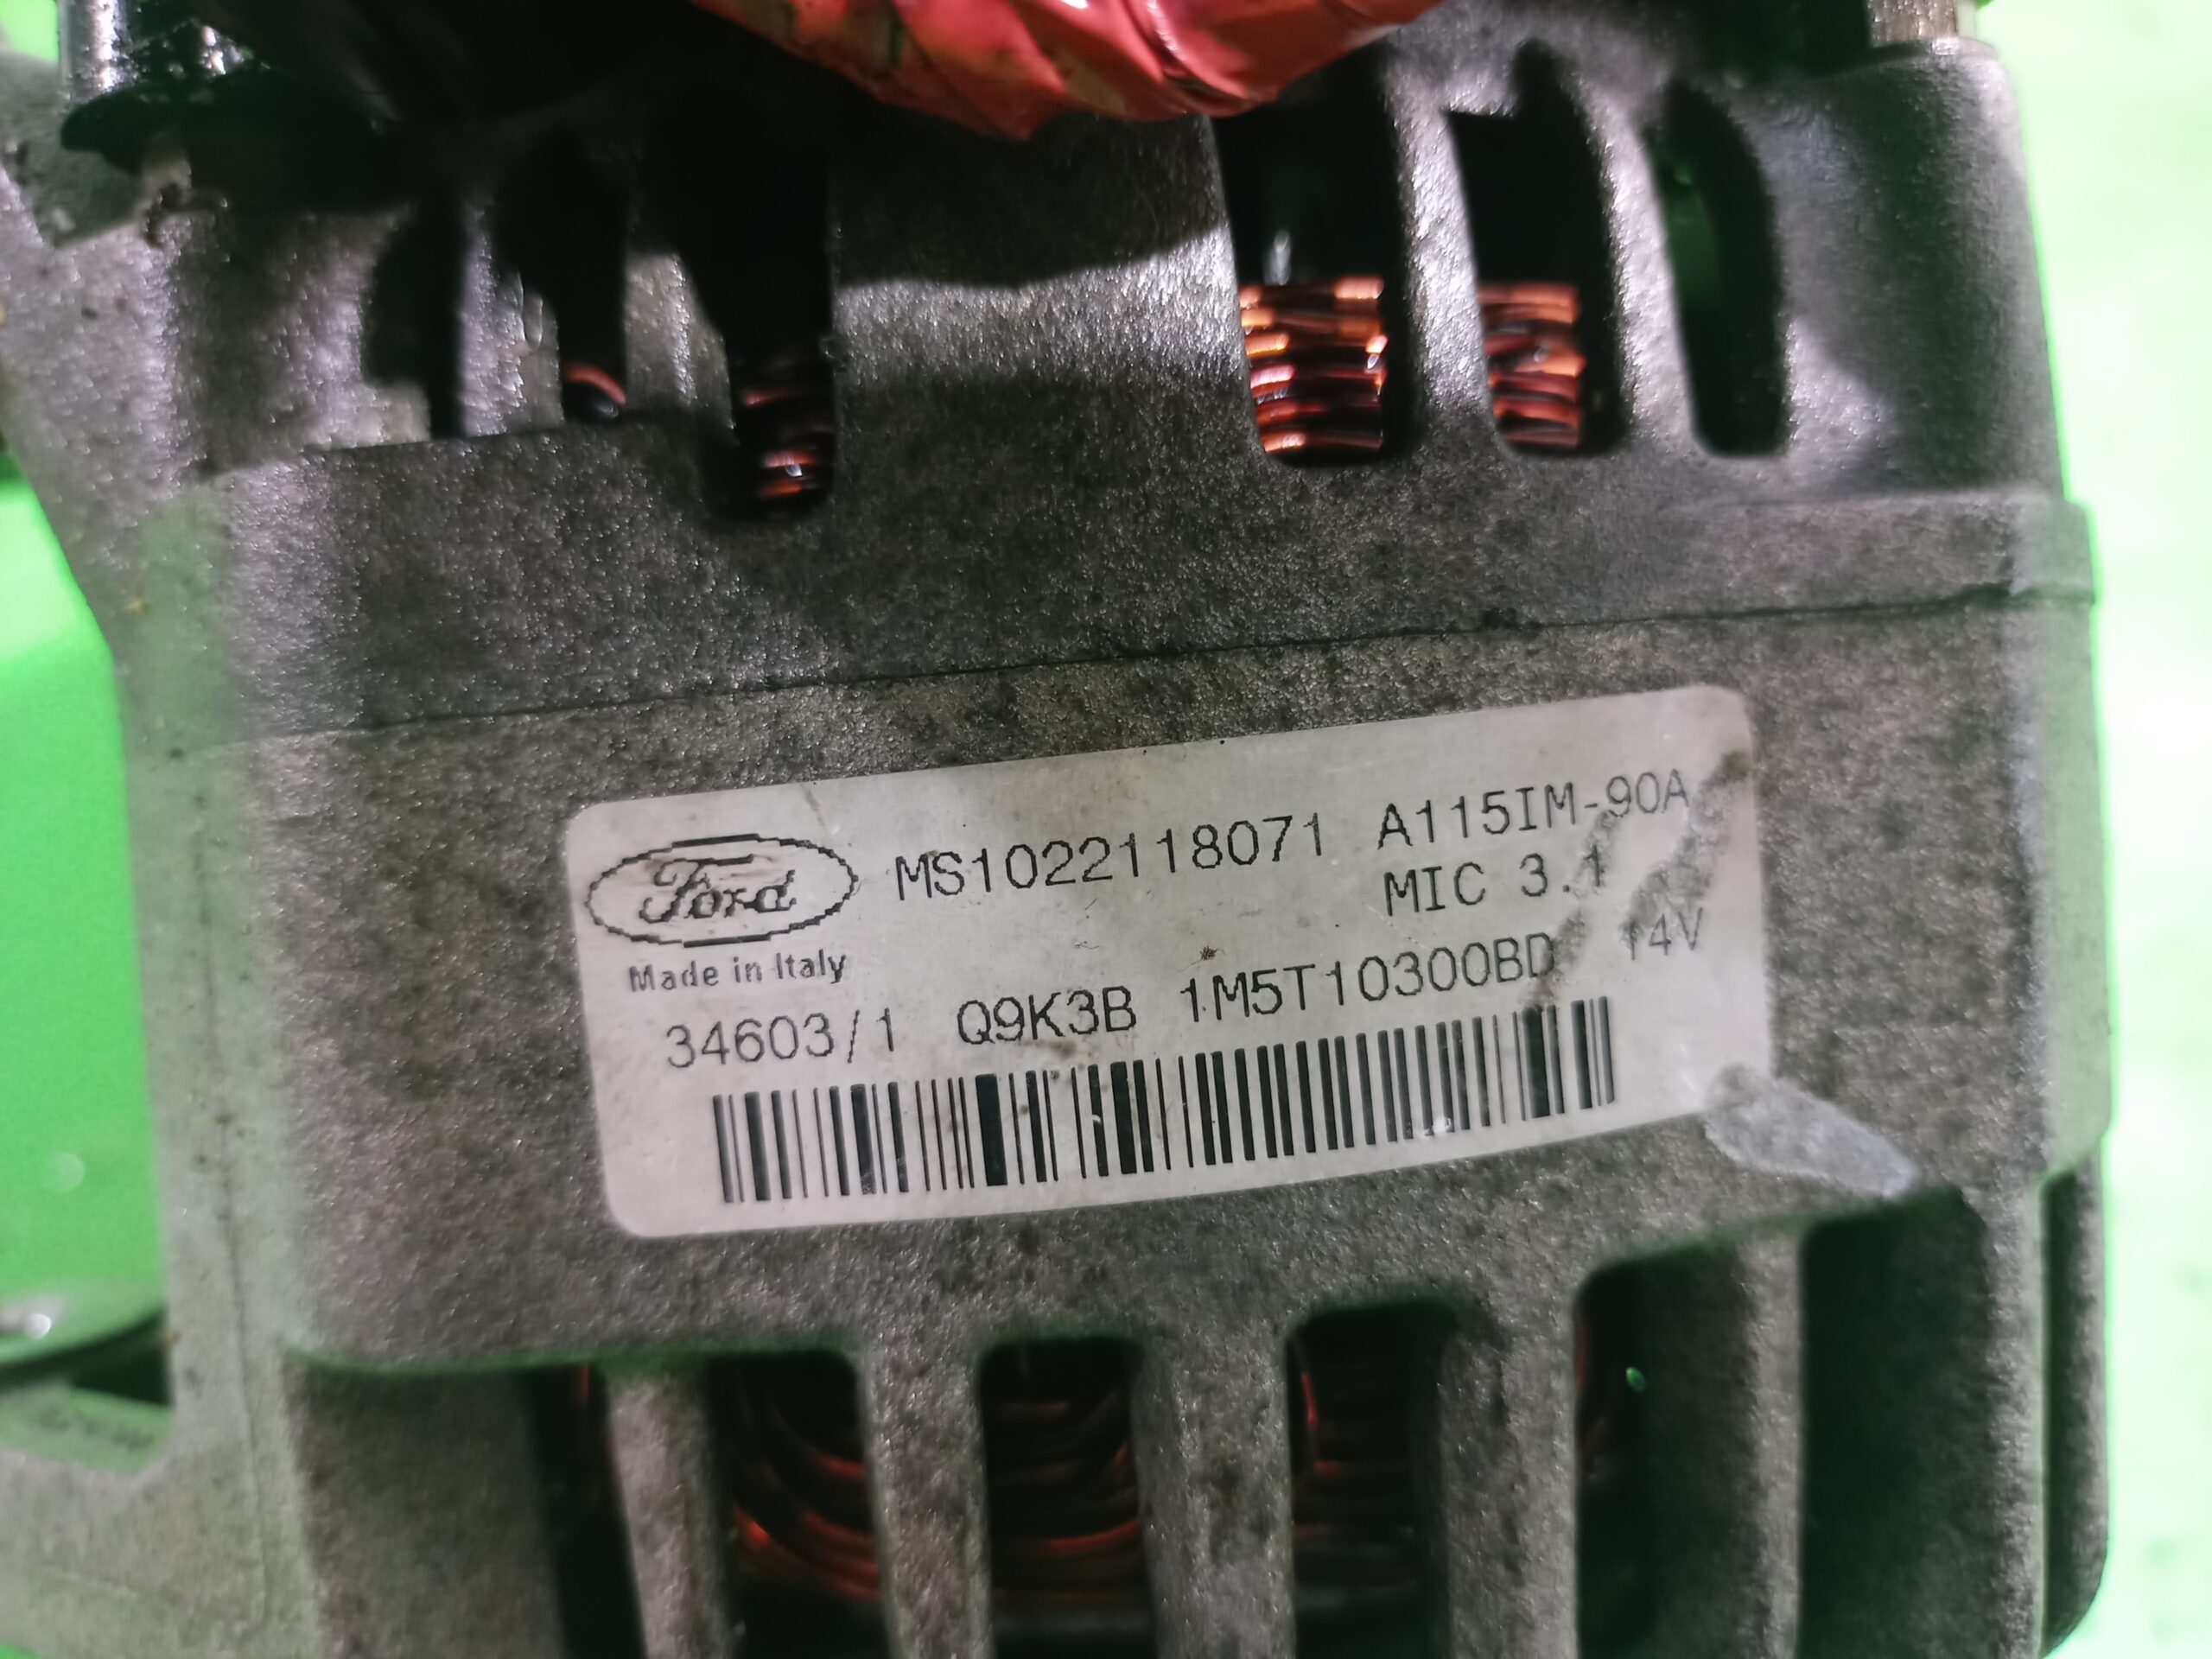 Ford MS1022118071 A115IM-90A
MIC 3.1
Made in Italy
34603/1 Q9K3B 1M5T10300BD 14V